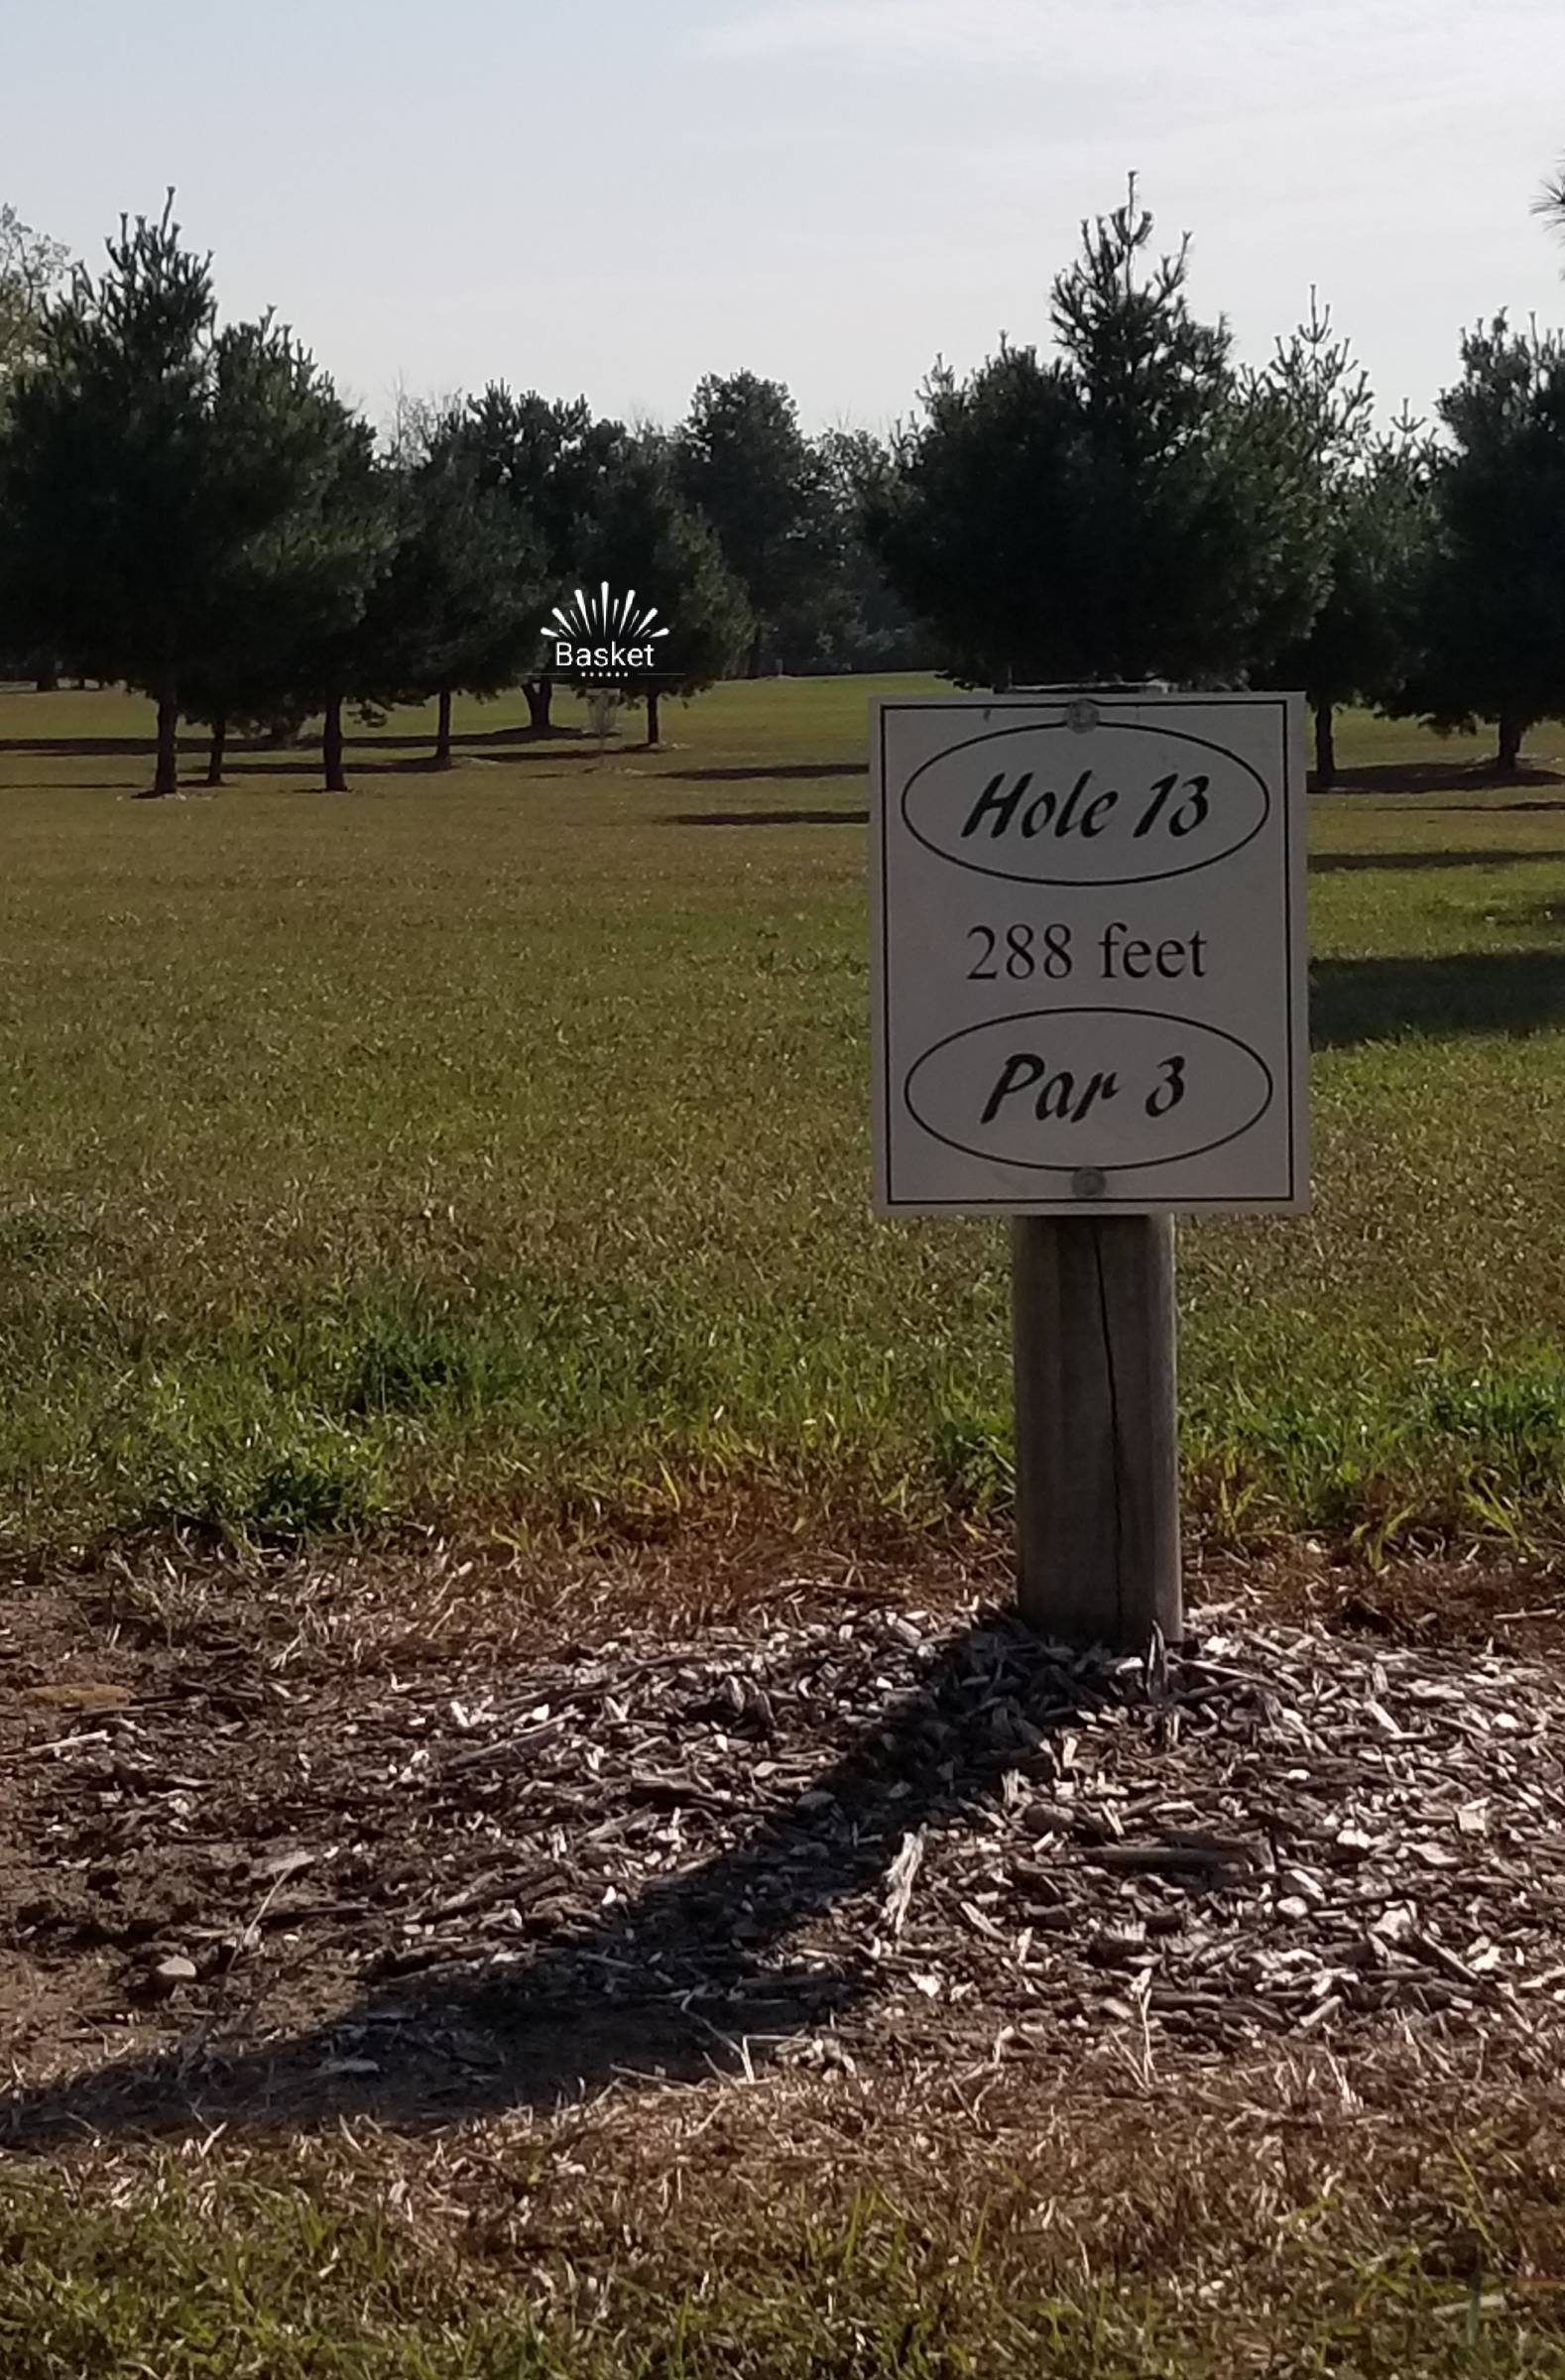 Basket
Hole 13
288 feet
Par 3